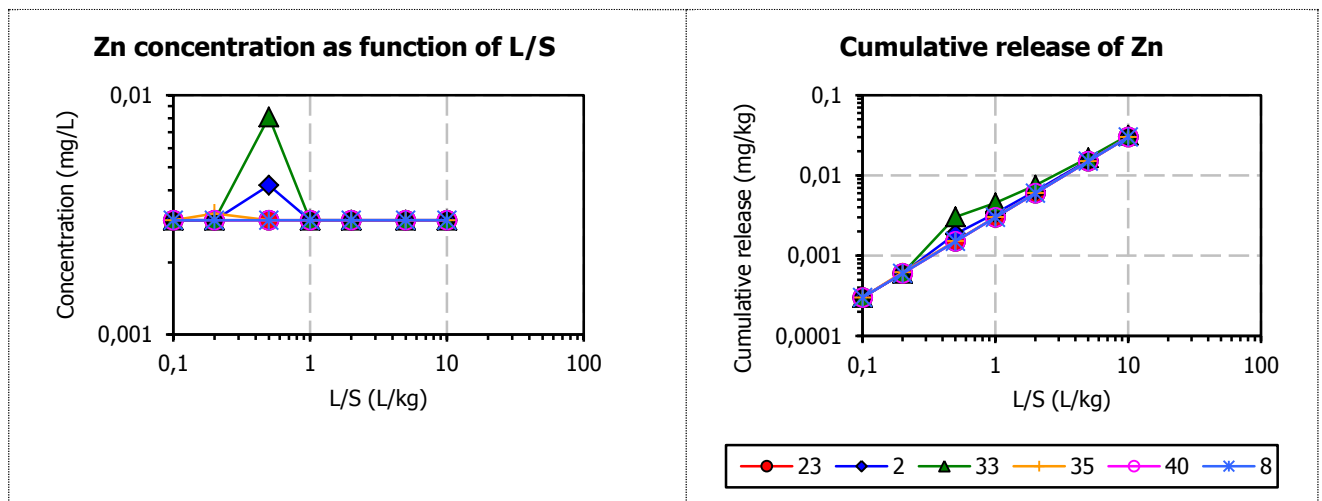 Zn concentration as function of L/S
Concentration (mg/L)
0,01
0,001
0,1
1
10
100
L/S (L/kg)
Cumulative release of Zn
Cumulative release (mg/kg)
0,1
0,01
0,001
0,0001
0,1
1
10
100
L/S (L/kg)
23 2 33 35 40 8